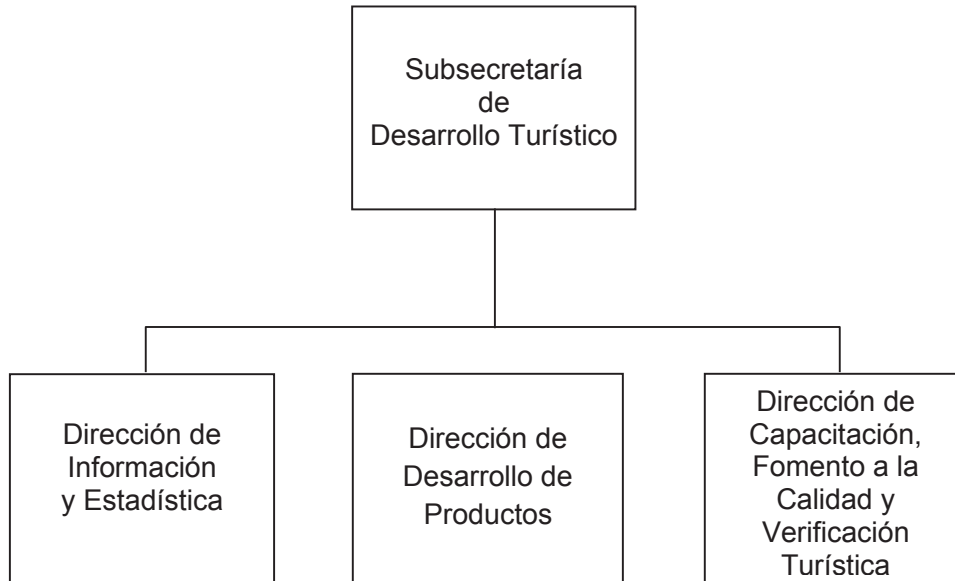 Subsecretaría
de
Desarrollo Turístico
Dirección de
Información
y Estadística
Dirección de
Desarrollo de
Productos
Dirección de
Capacitación,
Fomento a la
Calidad y
Verificación
Turística